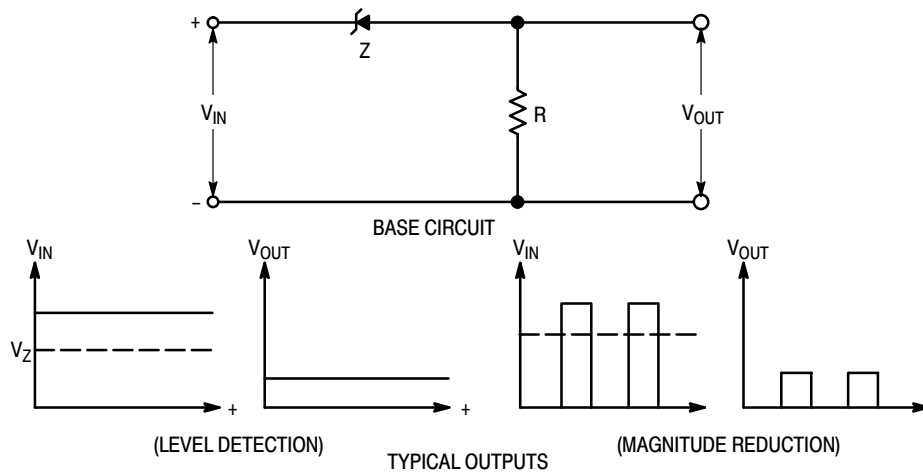 +
Z
V_IN
R
V_OUT
–
BASE CIRCUIT
V_IN
V_OUT
V_IN
V_OUT
V_Z
+
+
(LEVEL DETECTION)
(MAGNITUDE REDUCTION)
TYPICAL OUTPUTS